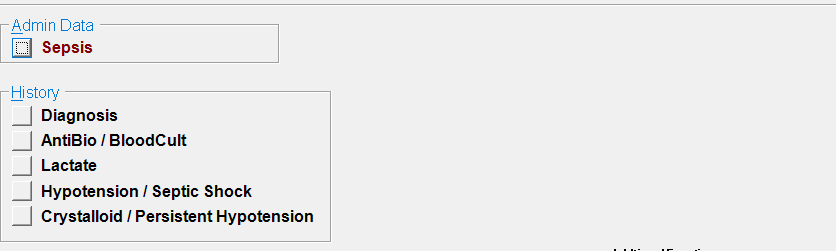 Admin Data
Sepsis
History
Diagnosis
AntiBio / BloodCult
Lactate
Hypotension / Septic Shock
Crystalloid / Persistent Hypotension